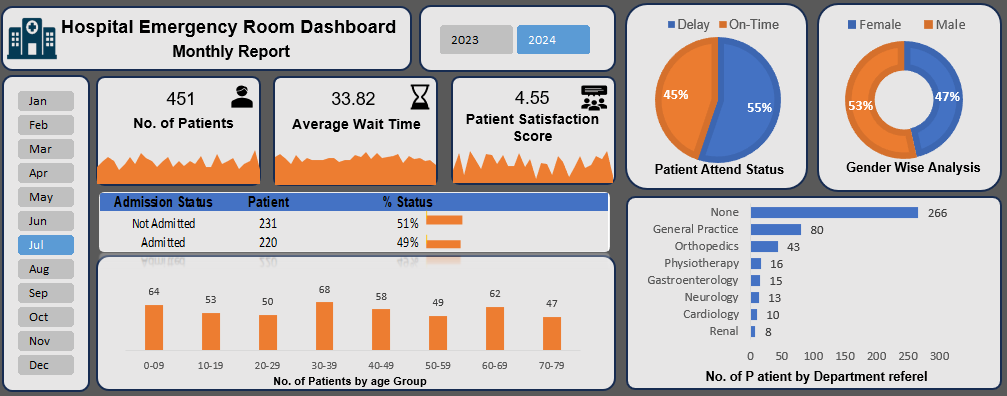 Hospital Emergency Room Dashboard
Monthly Report
2023
2024
Jan
Feb
Mar
Apr
May
Jun
Jul
Aug
Sep
Oct
Nov
Dec
451
No. of Patients
33.82
Average Wait Time
4.55
Patient Satisfaction
Score
Admission Status Patient % Status
Not Admitted 231 51%
Admitted 220 49%
64 53 50 68 58 49 62 47
0-09 10-19 20-29 30-39 40-49 50-59 60-69 70-79
No. of Patients by age Group
Delay On-Time
45%
55%
Patient Attend Status
Female Male
53%
47%
Gender Wise Analysis
None 266
General Practice 80
Orthopedics 43
Physiotherapy 16
Gastroenterology 15
Neurology 13
Cardiology 10
Renal 8
0 50 100 150 200 250 300
No. of P atient by Department referel